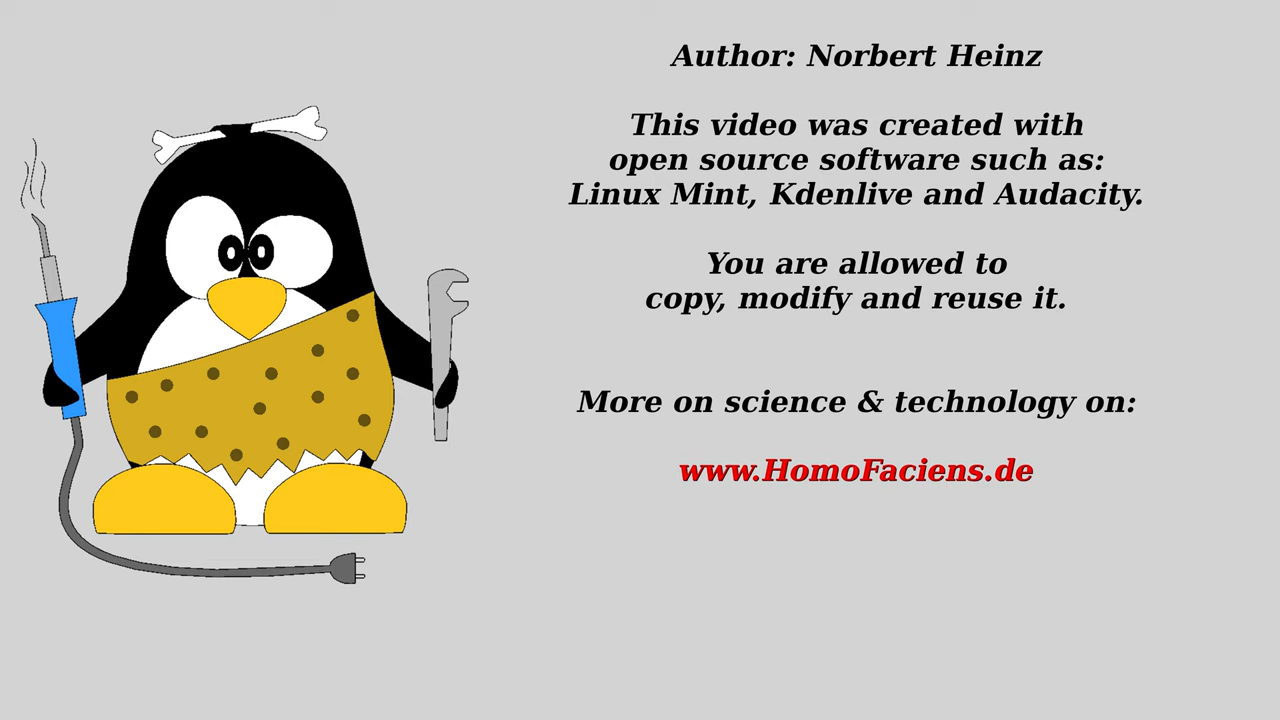 Author: Norbert Heinz
This video was created with
open source software such as:
Linux Mint, Kdenlive and Audacity.
You are allowed to
copy, modify and reuse it.
More on science & technology on:
www.HomoFaciens.de